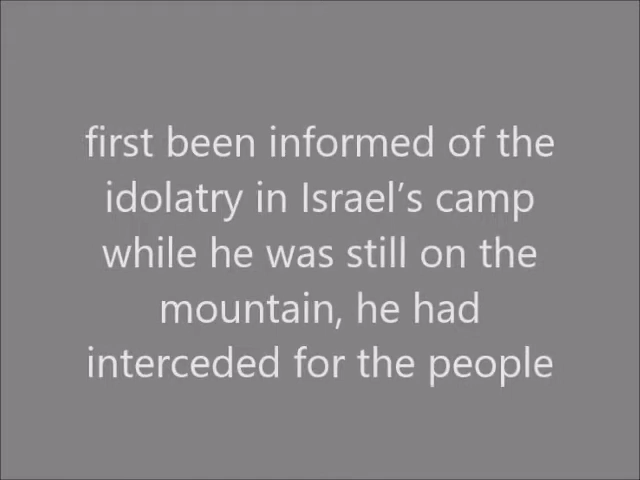 first been informed of the
idolatry in Israel’s camp
while he was still on the
mountain, he had
interceded for the people